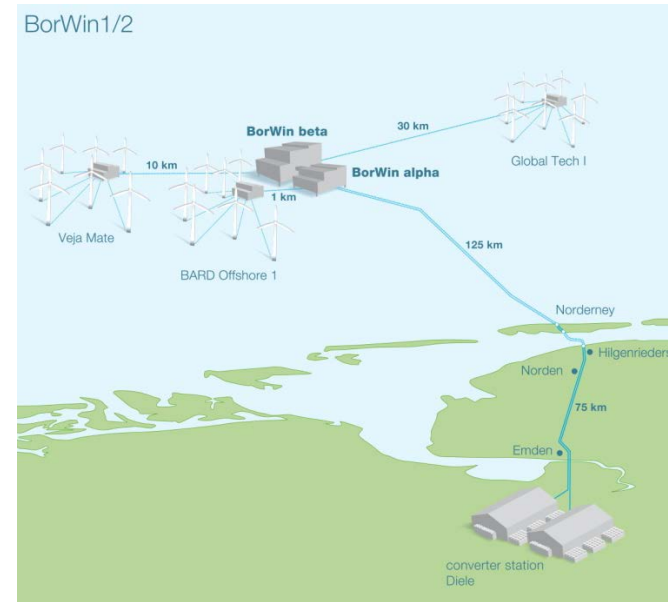 BorWin1/2
BorWin beta
30 km
Global Tech I
10 km
BorWin alpha
1 km
Veja Mate
BARD Offshore 1
125 km
Norderney
Hilgenrieders
Norden
75 km
Emden
converter station
Diele